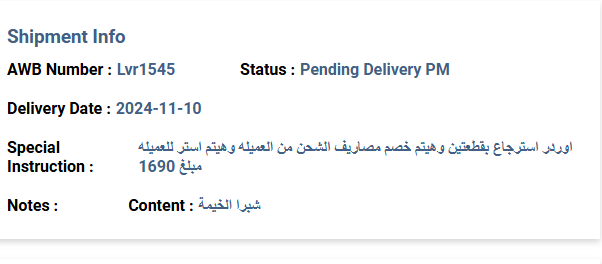 Shipment Info
AWB Number : Lvr1545 Status : Pending Delivery PM
Delivery Date : 2024-11-10
Special Instruction : اوردر استرجاع بقطعتين وهيتم خصم مصاريف الشحن من العميله وهيتم استر للعميله
مبلغ 1690
Notes : Content : شبرا الخيمة